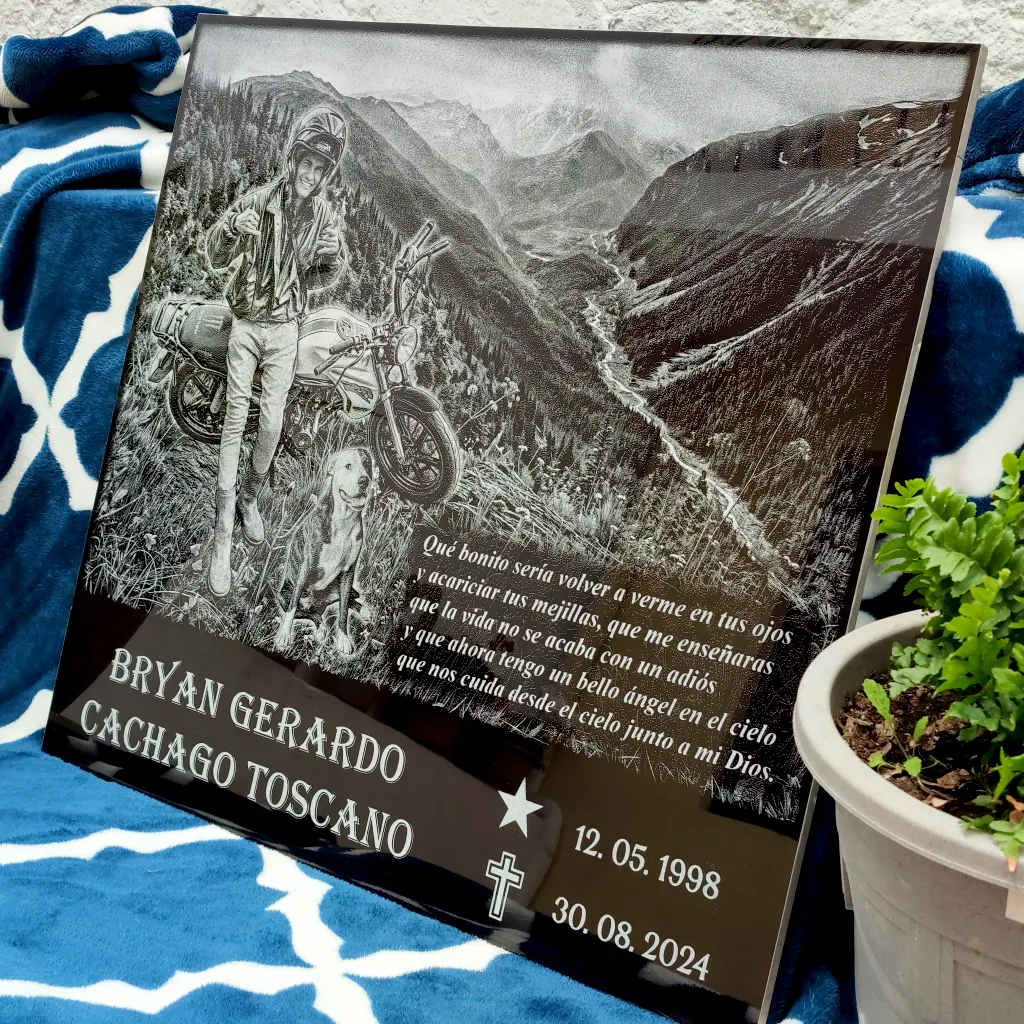 Qué bonito sería volver a verme en tus ojos
y acariciar tus mejillas, que me enseñaras
que la vida no se acaba con un adiós
y que ahora tengo un bello ángel en el cielo
que nos cuida desde el cielo junto a mi Dios.
BRYAN GERARDO
CACHAGO TOSCANO
12. 05. 1998
30. 08. 2024